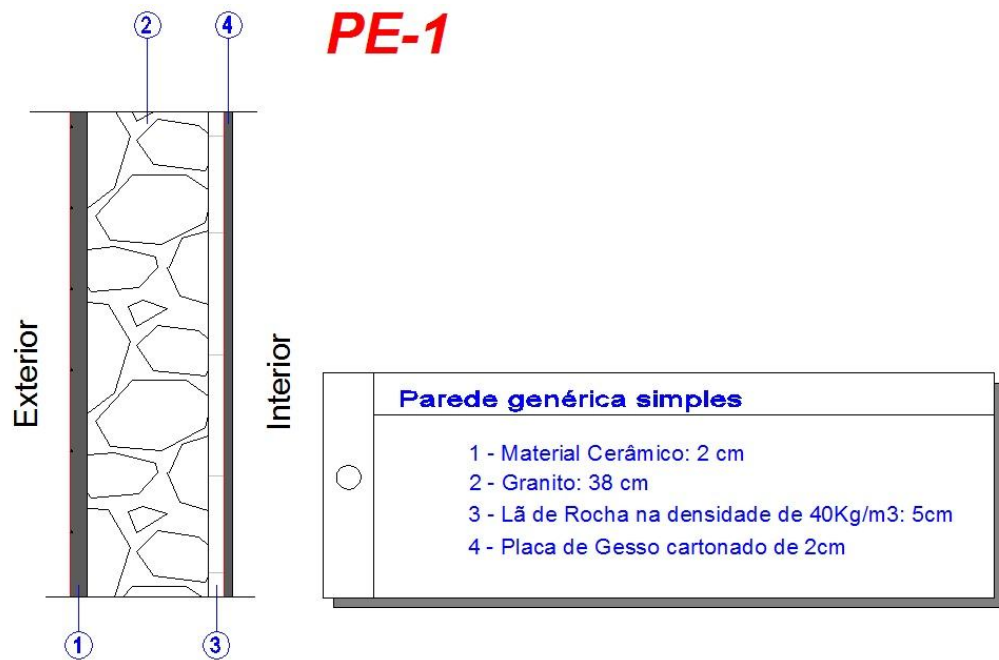 2
4
PE-1
Exterior
Interior
1
3
Parede genérica simples
1 - Material Cerâmico: 2 cm
2 - Granito: 38 cm
3 - Lã de Rocha na densidade de 40Kg/m3: 5cm
4 - Placa de Gesso cartonado de 2cm